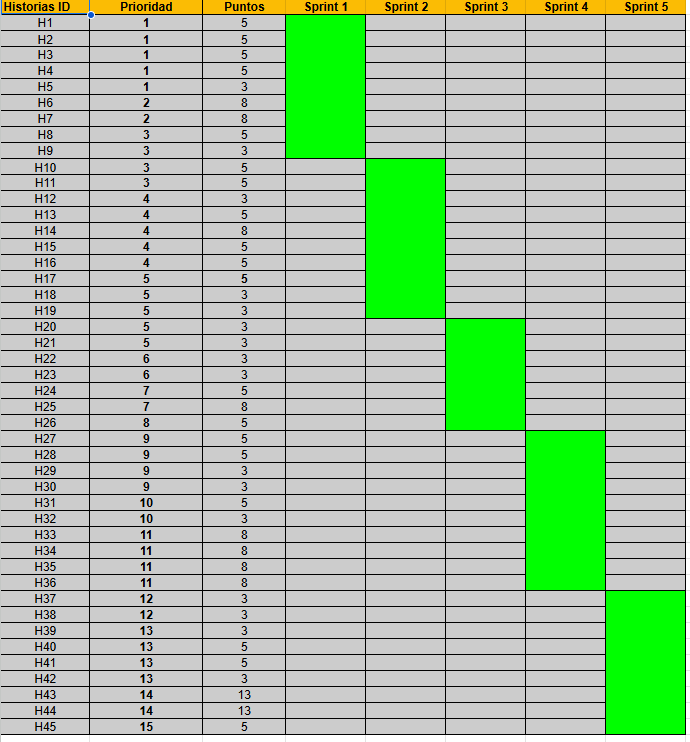 Historias ID Prioridad Puntos Sprint 1 Sprint 2 Sprint 3 Sprint 4 Sprint 5
H1 1 5
H2 1 5
H3 1 5
H4 1 5
H5 1 3
H6 2 8
H7 2 8
H8 3 5
H9 3 3
H10 3 5
H11 3 5
H12 4 3
H13 4 5
H14 4 8
H15 4 5
H16 4 5
H17 5 5
H18 5 3
H19 5 3
H20 5 3
H21 5 3
H22 6 3
H23 6 3
H24 7 5
H25 7 8
H26 8 5
H27 9 5
H28 9 5
H29 9 3
H30 9 3
H31 10 5
H32 10 3
H33 11 8
H34 11 8
H35 11 8
H36 11 8
H37 12 3
H38 12 3
H39 13 3
H40 13 5
H41 13 5
H42 13 3
H43 14 13
H44 14 13
H45 15 5